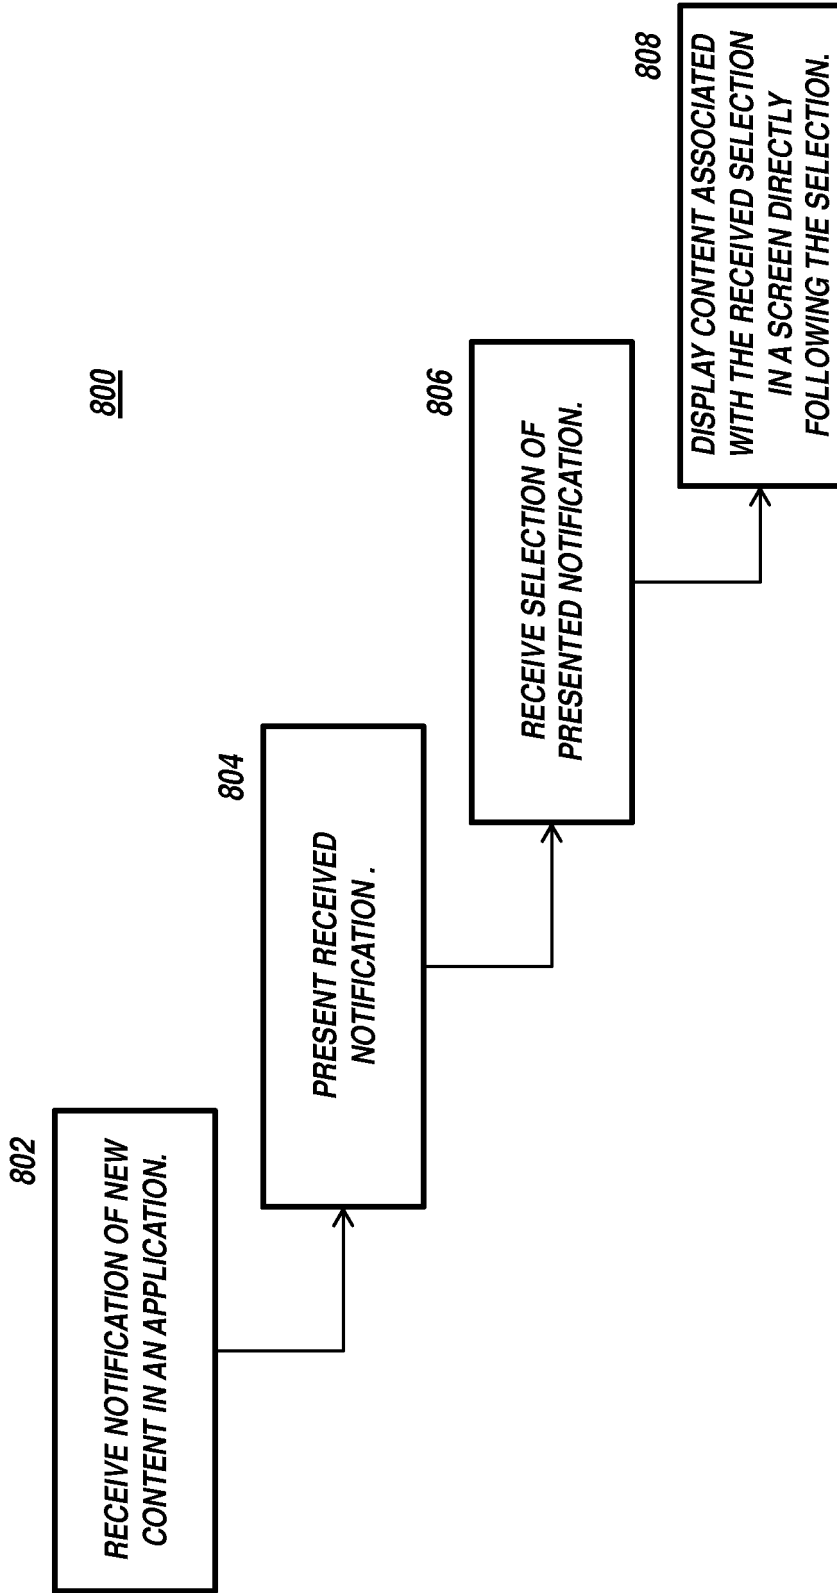 800
802
RECEIVE NOTIFICATION OF NEW
CONTENT IN AN APPLICATION.
804
PRESENT RECEIVED
NOTIFICATION .
806
RECEIVE SELECTION OF
PRESENTED NOTIFICATION.
808
DISPLAY CONTENT ASSOCIATED
WITH THE RECEIVED SELECTION
IN A SCREEN DIRECTLY
FOLLOWING THE SELECTION.